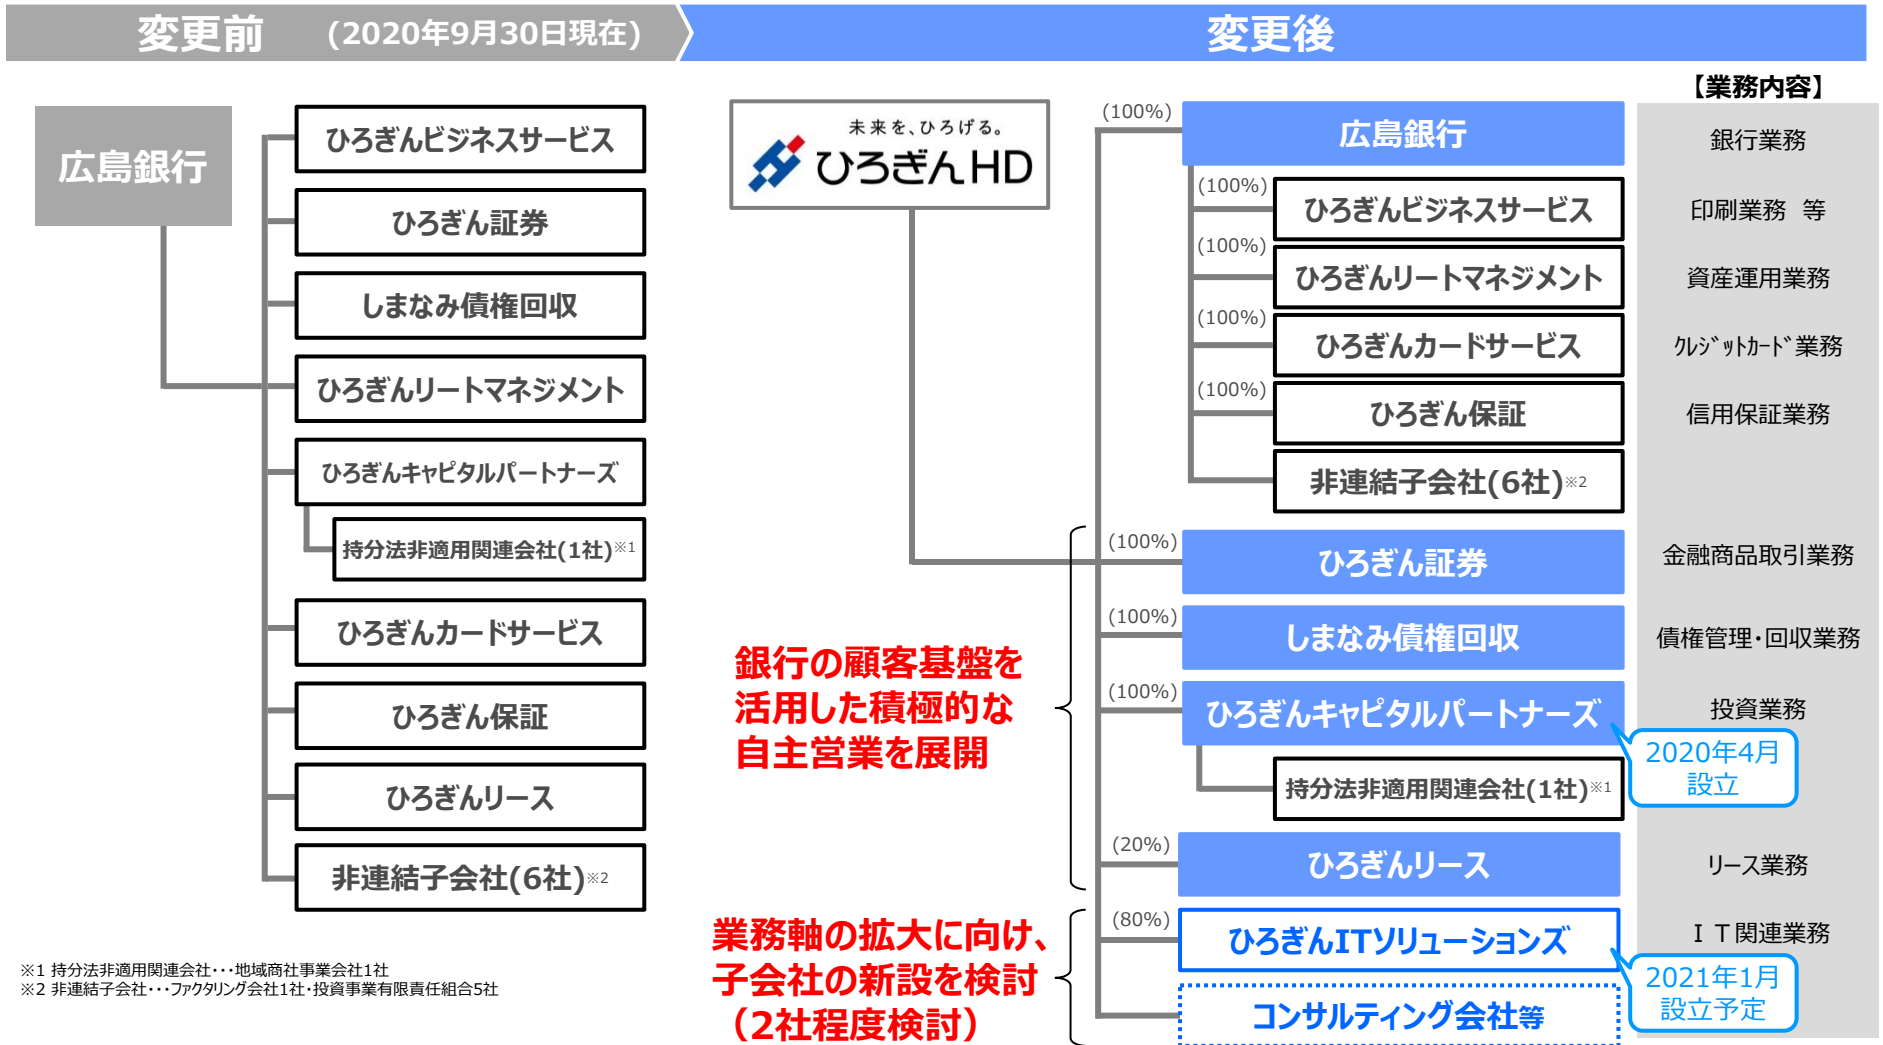 変更前 (2020年9月30日現在)
広島銀行
ひろぎんビジネスサービス
ひろぎん証券
しまなみ債権回収
ひろぎんリートマネジメント
ひろぎんキャピタルパートナーズ
持分法非適用関連会社(1社)※1
ひろぎんカードサービス
ひろぎん保証
ひろぎんリース
非連結子会社(6社)※2
※1 持分法非適用関連会社・・・地域商社事業会社1社
※2 非連結子会社・・・ファクタリング会社1社・投資事業有限責任組合5社
変更後
未来を、ひろげる。
ひろぎんHD
【業務内容】
(100%)
広島銀行
銀行業務
(100%)
ひろぎんビジネスサービス
印刷業務 等
(100%)
ひろぎんリートマネジメント
資産運用業務
(100%)
ひろぎんカードサービス
ｸﾚｼﾞｯﾄｶｰﾄﾞ業務
(100%)
ひろぎん保証
信用保証業務
非連結子会社(6社)※2
(100%)
ひろぎん証券
金融商品取引業務
(100%)
しまなみ債権回収
債権管理・回収業務
(100%)
ひろぎんキャピタルパートナーズ
投資業務
2020年4月
設立
持分法非適用関連会社(1社)※1
(20%)
ひろぎんリース
リース業務
銀行の顧客基盤を
活用した積極的な
自主営業を展開
(80%)
ひろぎんITソリューションズ
ＩＴ関連業務
2021年1月
設立予定
コンサルティング会社等
業務軸の拡大に向け、
子会社の新設を検討
（2社程度検討）